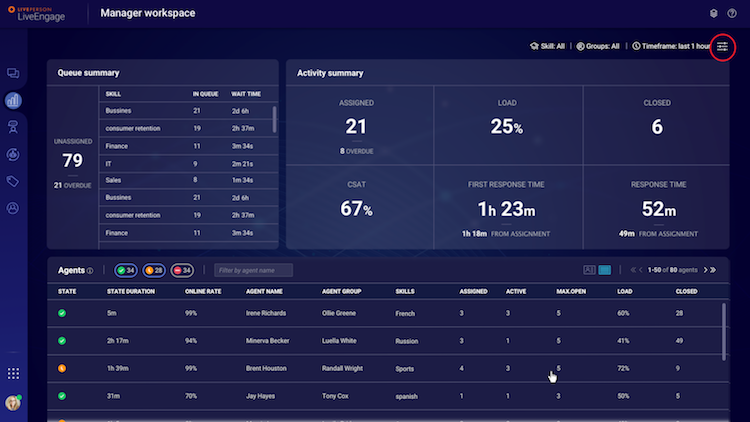 LIVEPERSON
LiveEngage
Manager workspace
Skill: All | Groups: All | Timeframe: last 1 hour
Queue summary
UNASSIGNED
79
21 OVERDUE
SKILL IN QUEUE WAIT TIME
Bussines 21 2d 6h
consumer retention 19 2h 37m
Finance 11 3m 34s
IT 9 2m 21s
Sales 8 1m 34s
Bussines 21 2d 6h
consumer retention 19 2h 37m
Finance 11 3m 34s
Activity summary
ASSIGNED LOAD CLOSED
21 25% 6
8 OVERDUE
CSAT FIRST RESPONSE TIME RESPONSE TIME
67% 1h 23m 52m
1h 18m FROM ASSIGNMENT 49m FROM ASSIGNMENT
Agents 34 28 34 Filter by agent name 1-50 of 80 agents
STATE STATE DURATION ONLINE RATE AGENT NAME AGENT GROUP SKILLS ASSIGNED ACTIVE MAX.OPEN LOAD CLOSED
5m 99% Irene Richards Ollie Greene French 3 3 5 60% 28
2h 17m 94% Minerva Becker Luella White Russion 3 1 5 41% 49
1h 39m 99% Brent Houston Randall Wright Sports 4 3 5 72% 9
31m 70% Jay Hayes Tony Cox spanish 1 1 3 50% 5